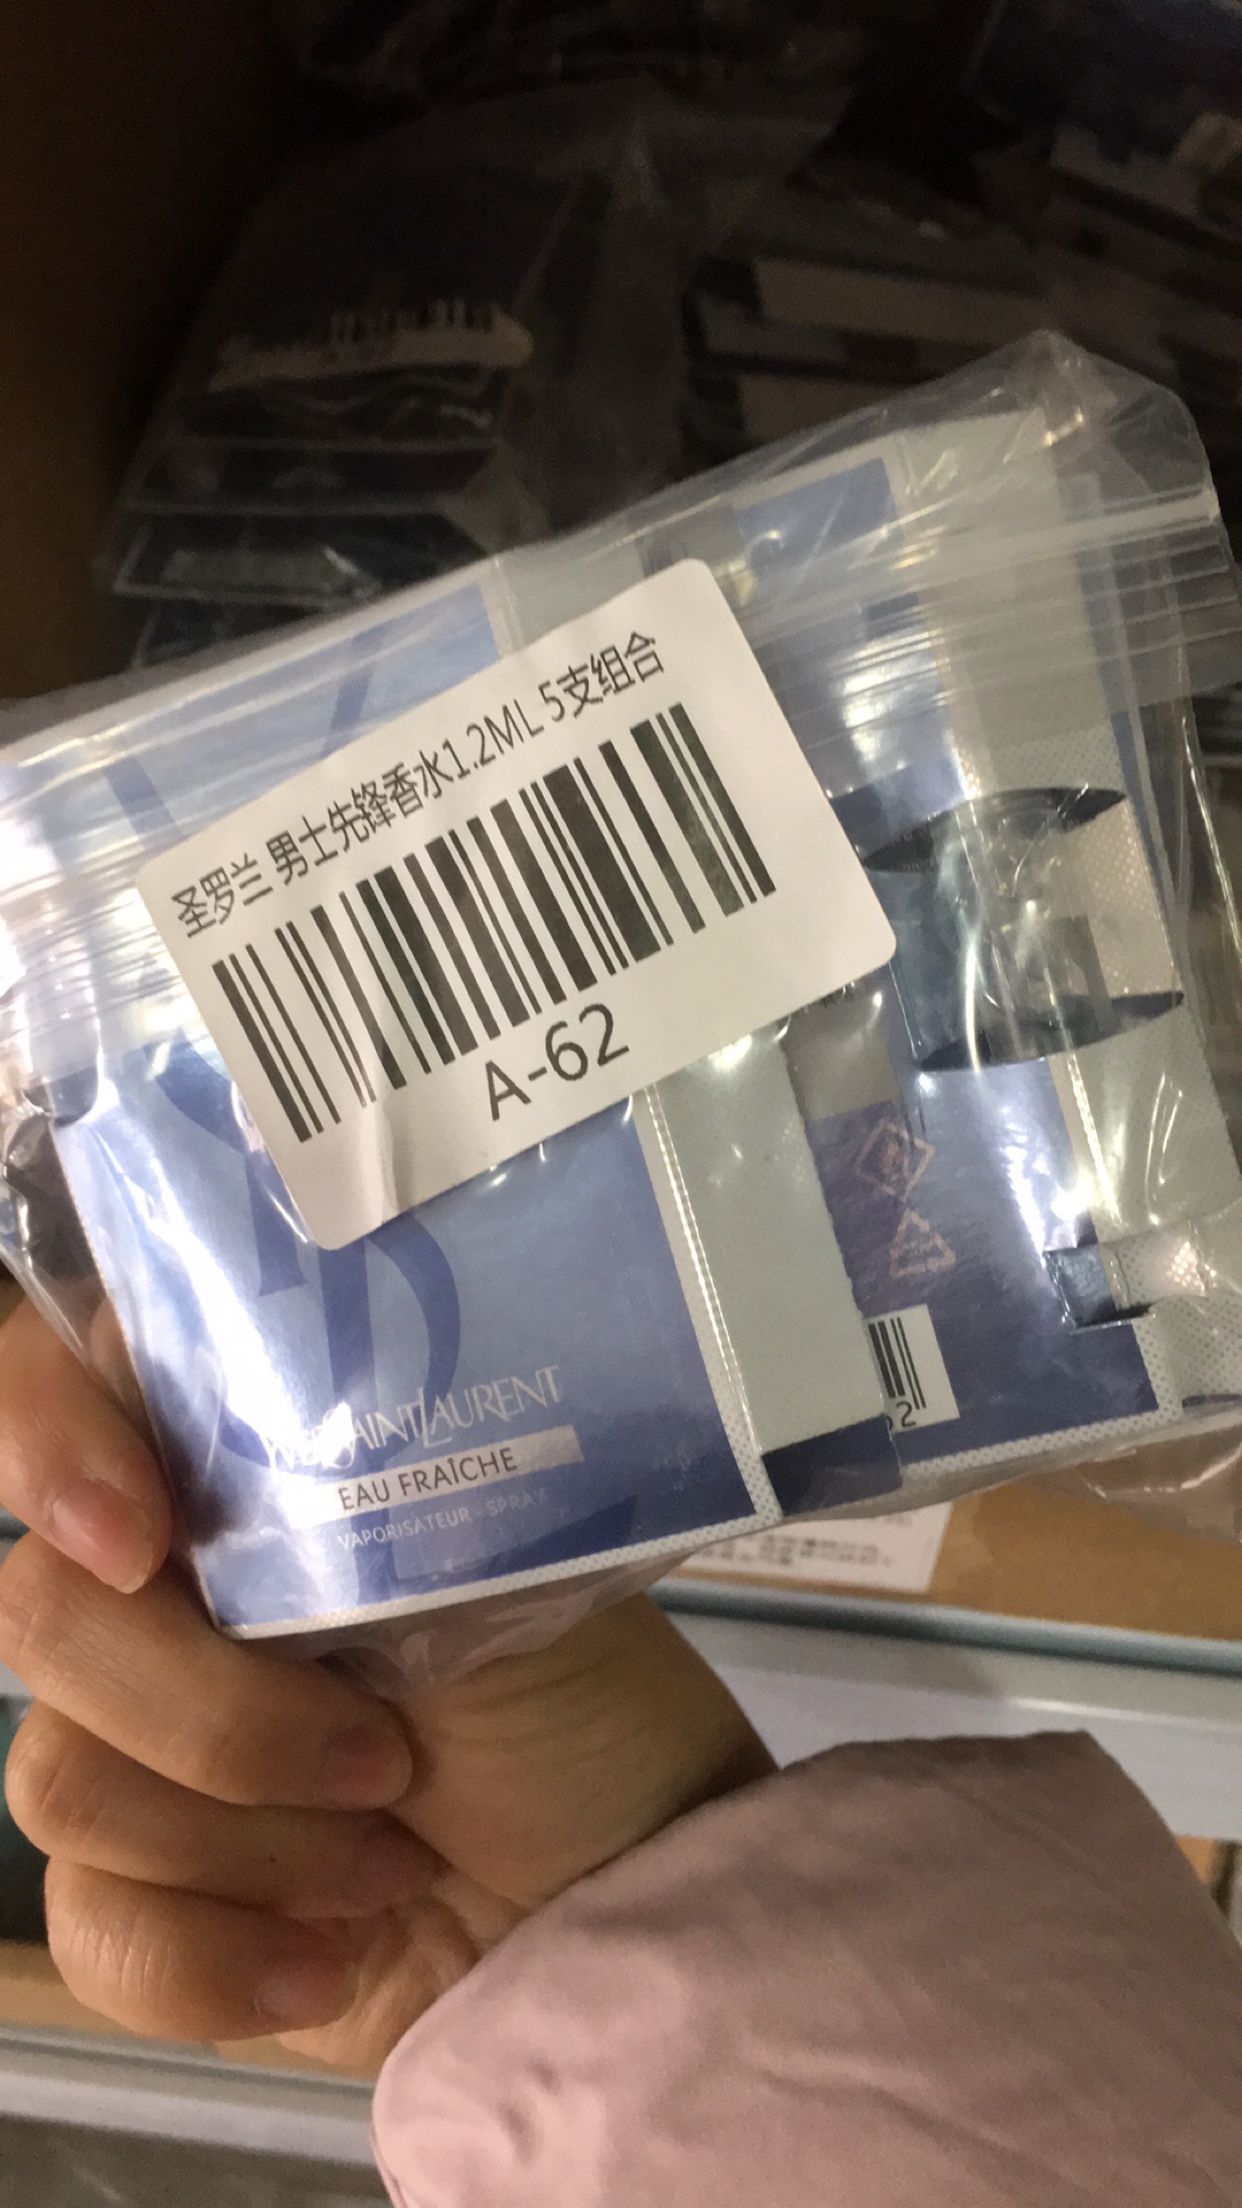 圣罗兰 男士先锋香水1.2ML 5支组合
A-62
YVESSAINTLAURENT
EAU FRAÎCHE
VAPORISATEUR - SPRAY